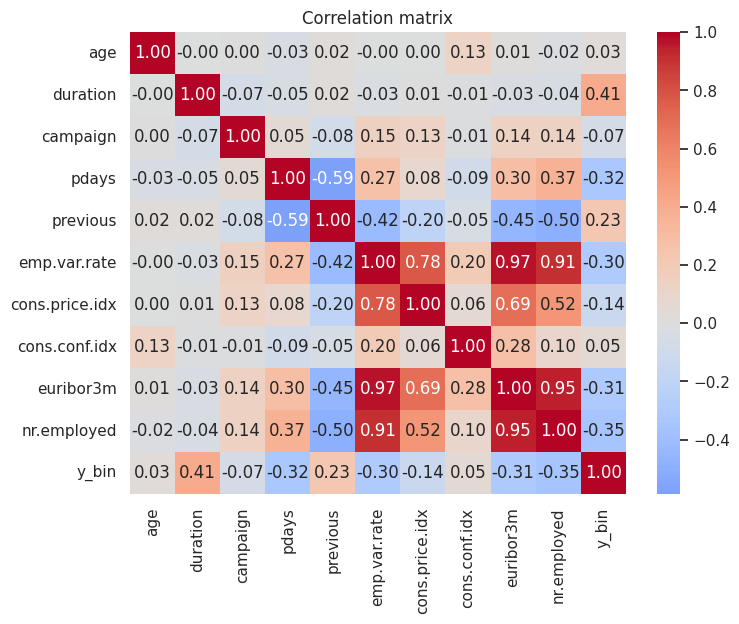 Correlation matrix
age 1.00 -0.00 0.00 -0.03 0.02 -0.00 0.00 0.13 0.01 -0.02 0.03
duration -0.00 1.00 -0.07 -0.05 0.02 -0.03 0.01 -0.01 -0.03 -0.04 0.41
campaign 0.00 -0.07 1.00 0.05 -0.08 0.15 0.13 -0.01 0.14 0.14 -0.07
pdays -0.03 -0.05 0.05 1.00 -0.59 0.27 0.08 -0.09 0.30 0.37 -0.32
previous 0.02 0.02 -0.08 -0.59 1.00 -0.42 -0.20 -0.05 -0.45 -0.50 0.23
emp.var.rate -0.00 -0.03 0.15 0.27 -0.42 1.00 0.78 0.20 0.97 0.91 -0.30
cons.price.idx 0.00 0.01 0.13 0.08 -0.20 0.78 1.00 0.06 0.69 0.52 -0.14
cons.conf.idx 0.13 -0.01 -0.01 -0.09 -0.05 0.20 0.06 1.00 0.28 0.10 0.05
euribor3m 0.01 -0.03 0.14 0.30 -0.45 0.97 0.69 0.28 1.00 0.95 -0.31
nr.employed -0.02 -0.04 0.14 0.37 -0.50 0.91 0.52 0.10 0.95 1.00 -0.35
y_bin 0.03 0.41 -0.07 -0.32 0.23 -0.30 -0.14 0.05 -0.31 -0.35 1.00
age duration campaign pdays previous emp.var.rate cons.price.idx cons.conf.idx euribor3m nr.employed y_bin
1.0
0.8
0.6
0.4
0.2
0.0
−0.2
−0.4